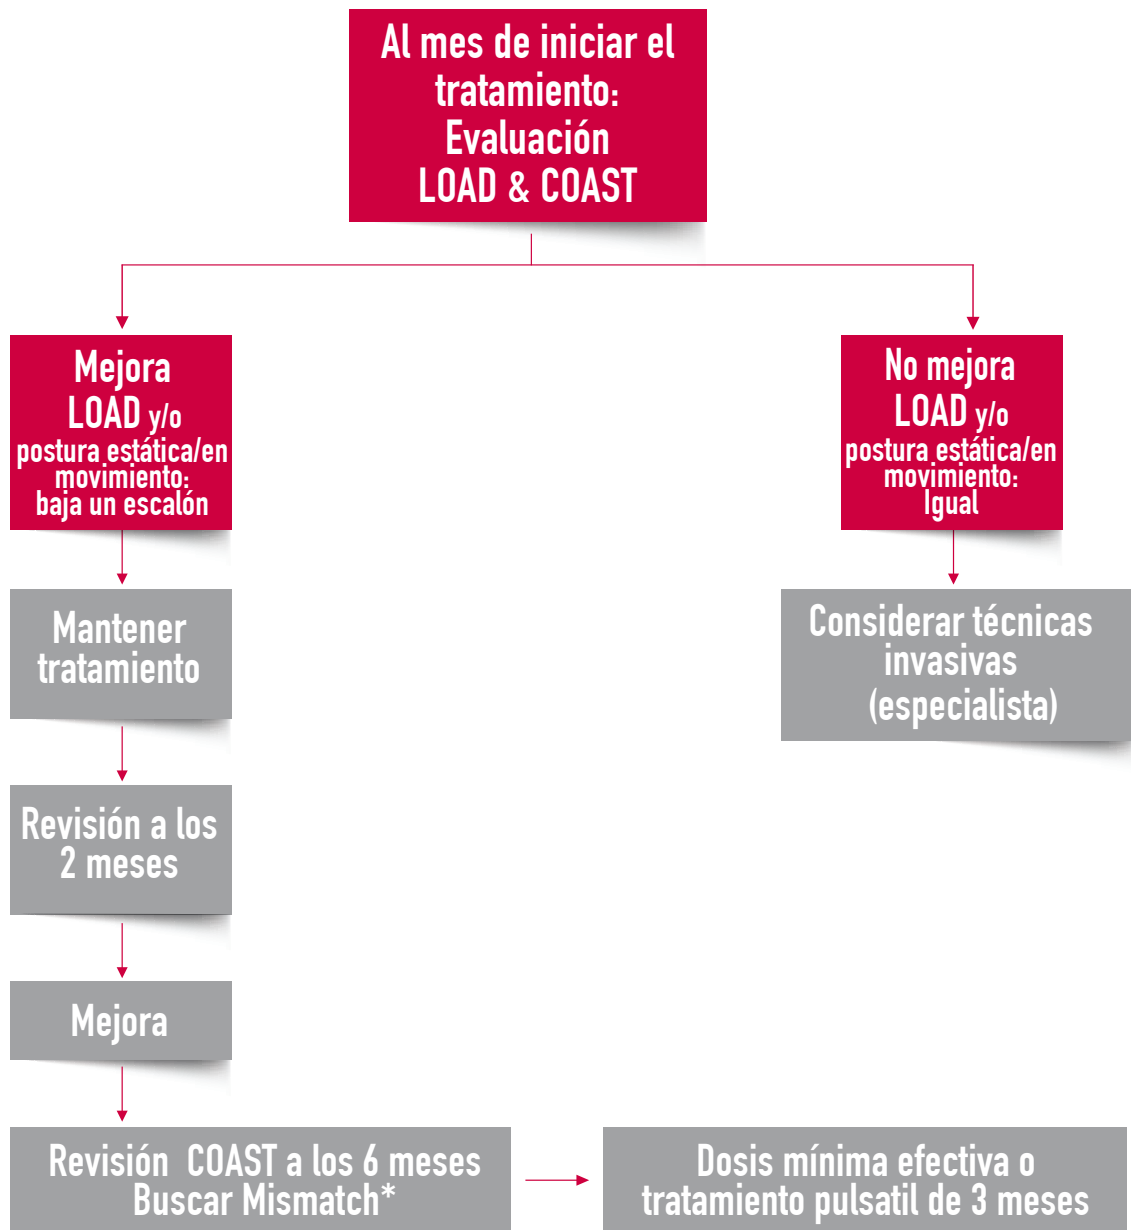 Al mes de iniciar el
tratamiento:
Evaluación
LOAD & COAST
Mejora
LOAD y/o
postura estática/en
movimiento:
baja un escalón
No mejora
LOAD y/o
postura estática/en
movimiento:
Igual
Mantener
tratamiento
Considerar técnicas
invasivas
(especialista)
Revisión a los
2 meses
Mejora
Revisión COAST a los 6 meses
Buscar Mismatch*
Dosis mínima efectiva o
tratamiento pulsatil de 3 meses